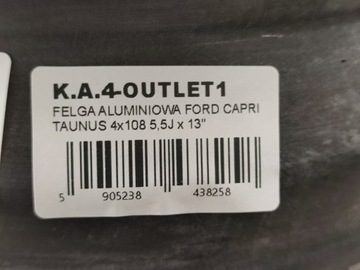 K.A.4-OUTLET1
FELGA ALUMINIOWA FORD CAPRI
TAUNUS 4x108 5,5J x 13"
5 905238 438258